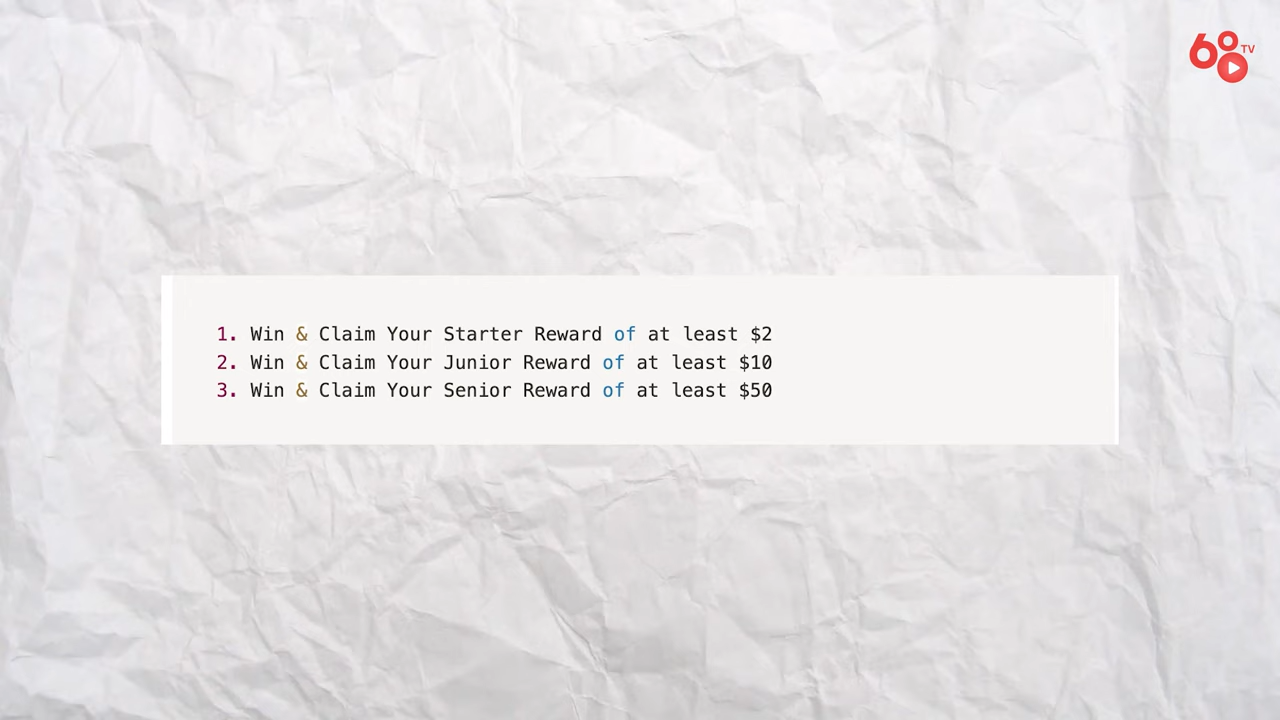 68 TV
1. Win & Claim Your Starter Reward of at least $2
2. Win & Claim Your Junior Reward of at least $10
3. Win & Claim Your Senior Reward of at least $50